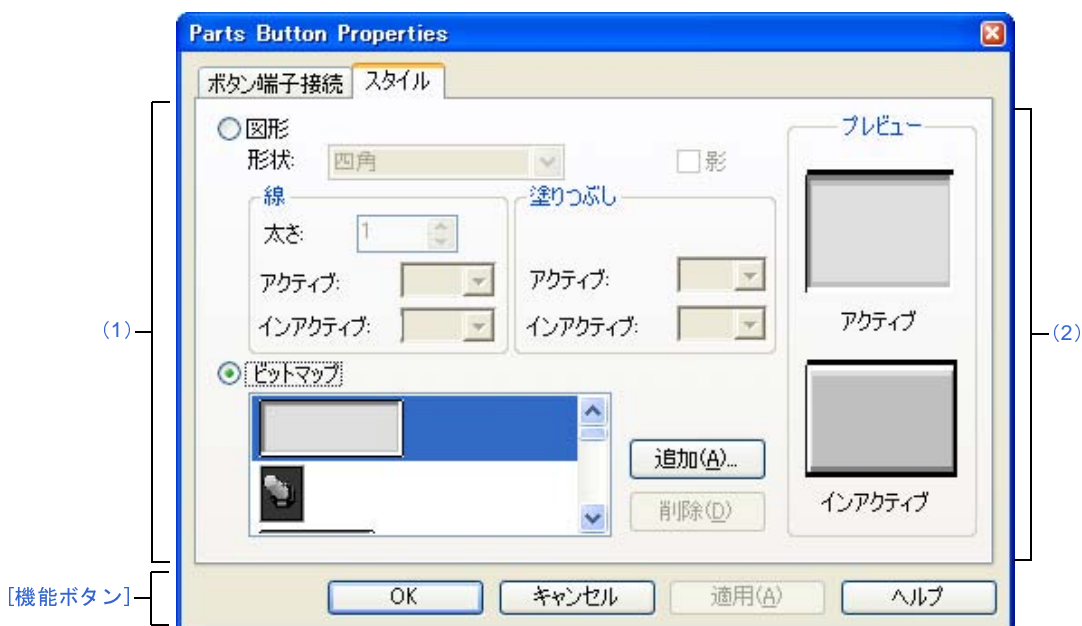 Parts Button Properties
ボタン端子接続 スタイル
図形
形状: 四角 影
線
太さ: 1
アクティブ:
インアクティブ:
塗りつぶし
アクティブ:
インアクティブ:
ビットマップ
追加(A)...
削除(D)
プレビュー
アクティブ
インアクティブ
(1)
(2)
[機能ボタン]
OK キャンセル 適用(A) ヘルプ